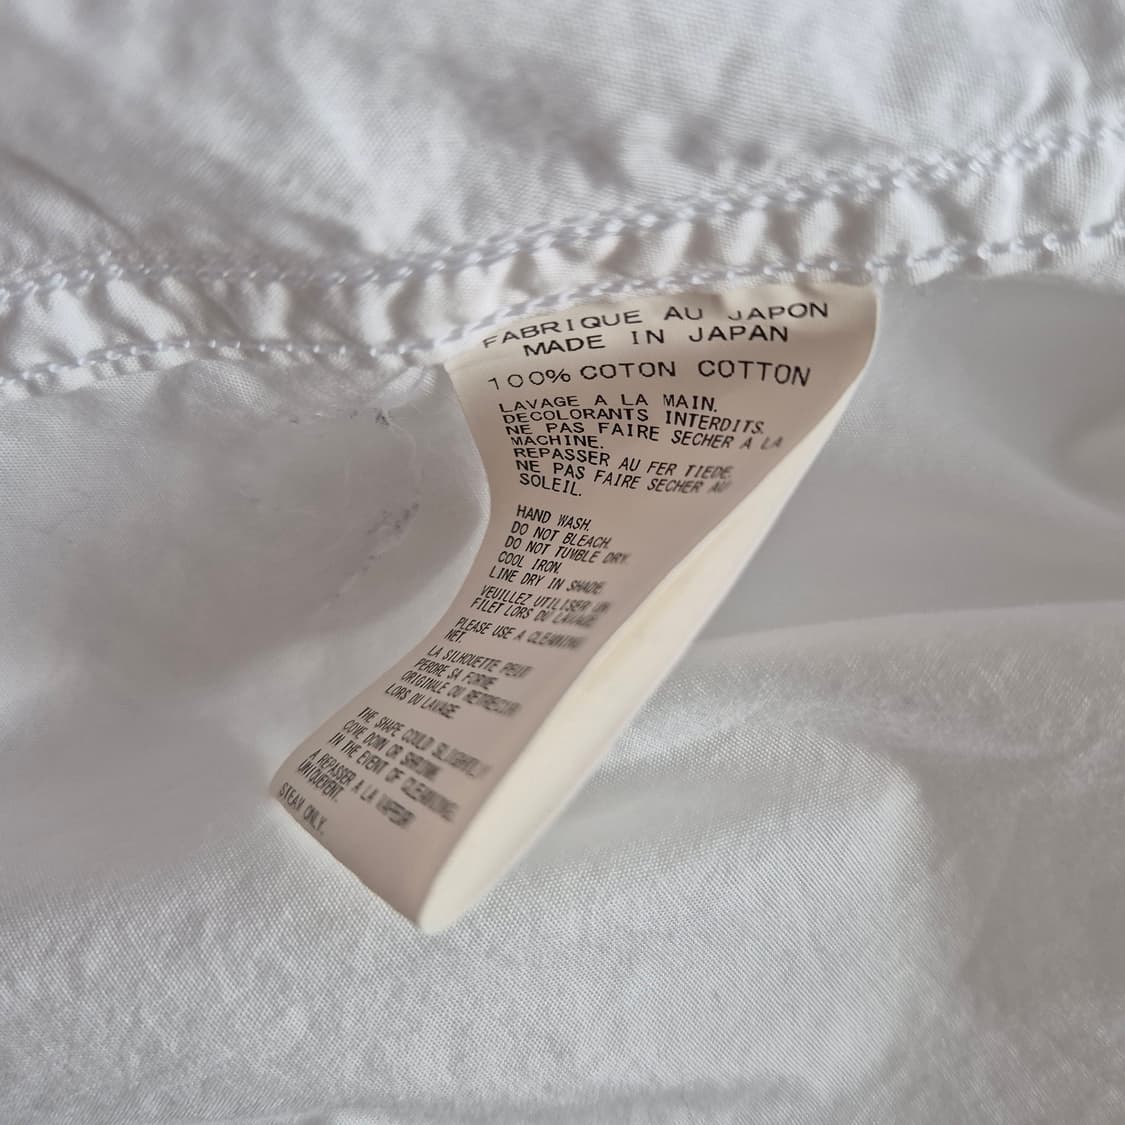 FABRIQUE AU JAPON
MADE IN JAPAN
100% COTON COTTON
LAVAGE A LA MAIN.
DECOLORANTS INTERDITS.
NE PAS FAIRE SECHER A LA
MACHINE.
REPASSER AU FER TIEDE.
NE PAS FAIRE SECHER AU
SOLEIL.
HAND WASH.
DO NOT BLEACH.
DO NOT TUMBLE DRY.
COOL IRON.
LINE DRY IN SHADE.
VEUILLEZ UTILISER UN
FILET LORS DU LAVAGE.
PLEASE USE A CLEANING
NET.
LA SILHOUETTE PEUT
PERDRE SA FORME
ORIGINALE OU RETRECIR
LORS DU LAVAGE.
THE SHAPE COULD SLIGHTLY
COME DOWN OR SHRINK
IN THE EVENT OF CLEANING.
A REPASSER A LA VAPEUR
STEAM ONLY.